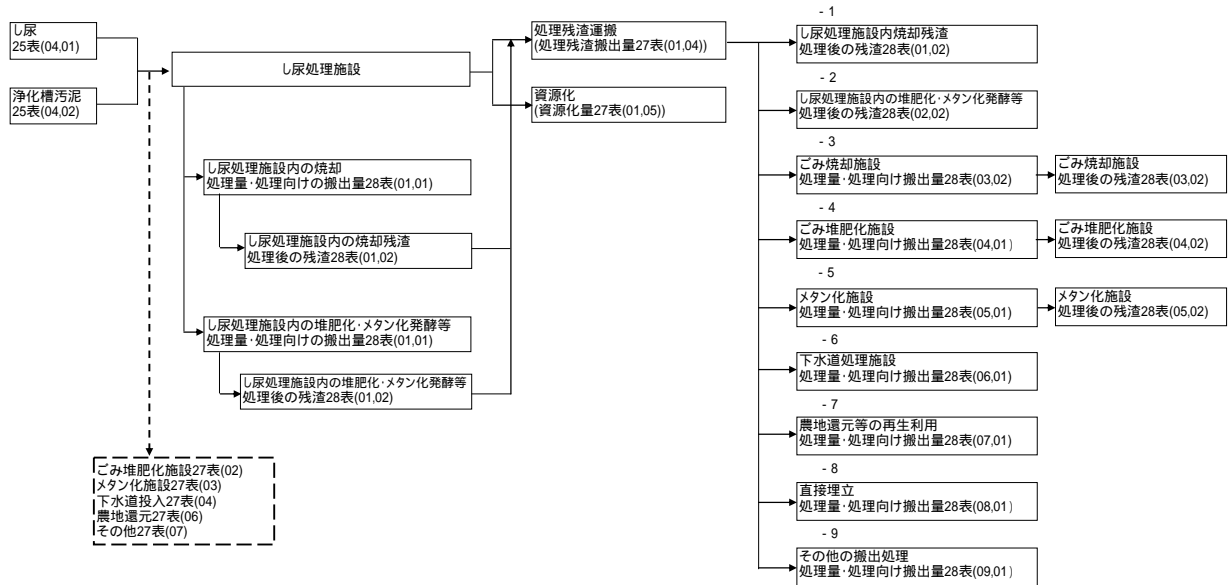 し尿
25表(04,01)
浄化槽汚泥
25表(04,02)
し尿処理施設
し尿処理施設内の焼却
処理量・処理向けの搬出量28表(01,01)
し尿処理施設内の焼却残渣
処理後の残渣28表(01,02)
し尿処理施設内の堆肥化・メタン化発酵等
処理量・処理向けの搬出量28表(01,01)
し尿処理施設内の堆肥化・メタン化発酵等
処理後の残渣28表(01,02)
ごみ堆肥化施設27表(02)
メタン化施設27表(03)
下水道投入27表(04)
農地還元27表(06)
その他27表(07)
処理残渣運搬
(処理残渣搬出量27表(01,04))
資源化
(資源化量27表(01,05))
- 1
し尿処理施設内焼却残渣
処理後の残渣28表(01,02)
- 2
し尿処理施設内の堆肥化・メタン化発酵等
処理後の残渣28表(02,02)
- 3
ごみ焼却施設
処理量・処理向け搬出量28表(03,02)
ごみ焼却施設
処理後の残渣28表(03,02)
- 4
ごみ堆肥化施設
処理量・処理向け搬出量28表(04,01)
ごみ堆肥化施設
処理後の残渣28表(04,02)
- 5
メタン化施設
処理量・処理向け搬出量28表(05,01)
メタン化施設
処理後の残渣28表(05,02)
- 6
下水道処理施設
処理量・処理向け搬出量28表(06,01)
- 7
農地還元等の再生利用
処理量・処理向け搬出量28表(07,01)
- 8
直接埋立
処理量・処理向け搬出量28表(08,01)
- 9
その他の搬出処理
処理量・処理向け搬出量28表(09,01)